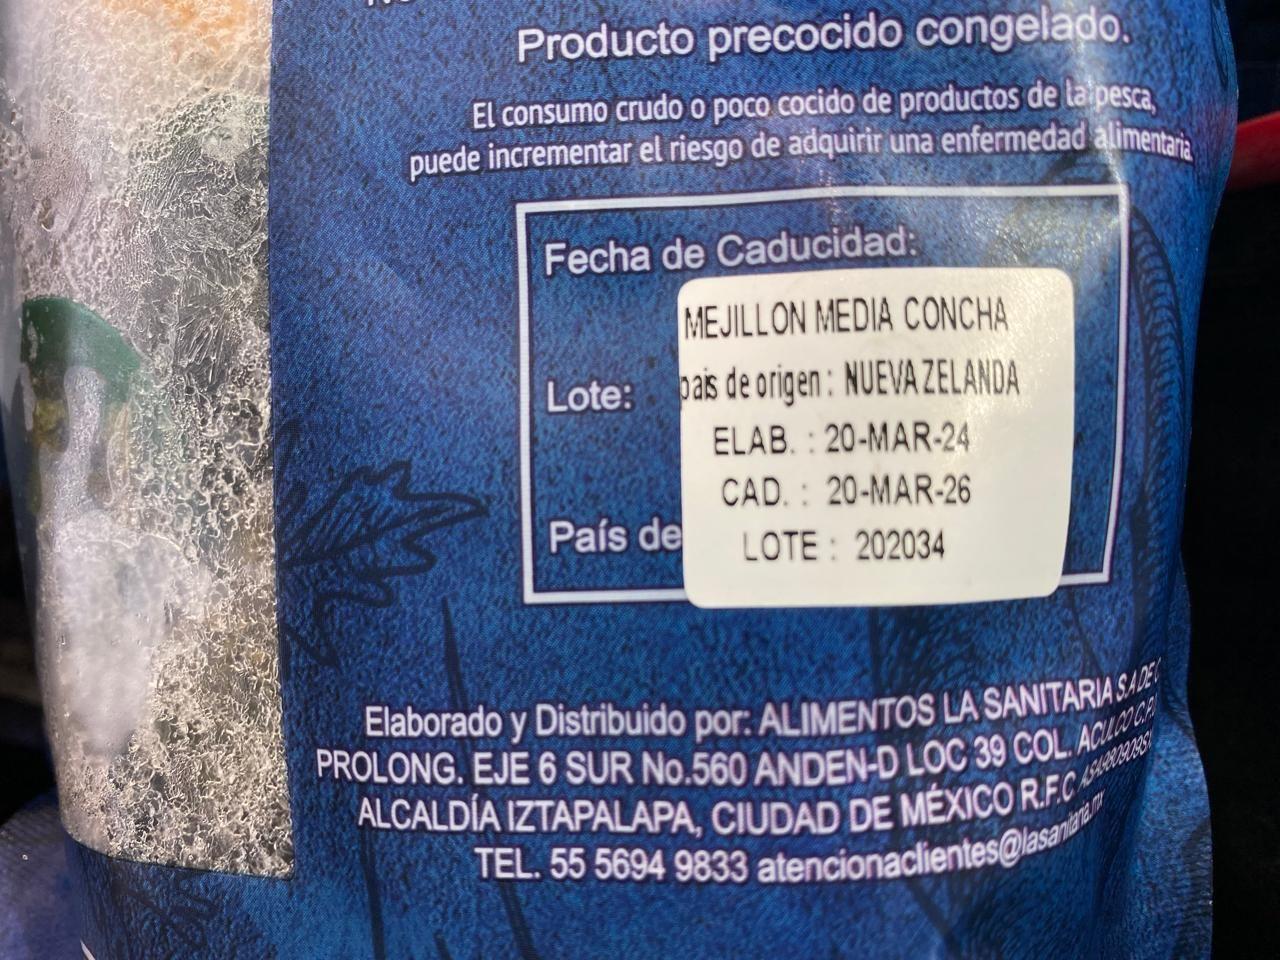 Producto precocido congelado.
El consumo crudo o poco cocido de productos de la pesca,
puede incrementar el riesgo de adquirir una enfermedad alimentaria.
Fecha de Caducidad:
MEJILLON MEDIA CONCHA
pais de origen : NUEVA ZELANDA
Lote:
ELAB. : 20-MAR-24
CAD. : 20-MAR-26
País de
LOTE : 202034
Elaborado y Distribuido por: ALIMENTOS LA SANITARIA S.A DE C
PROLONG. EJE 6 SUR No.560 ANDEN-D LOC 39 COL. ACULCO C.P.
ALCALDÍA IZTAPALAPA, CIUDAD DE MÉXICO R.F.C
TEL. 55 5694 9833 atencionaclientes@lasanitaria.mx